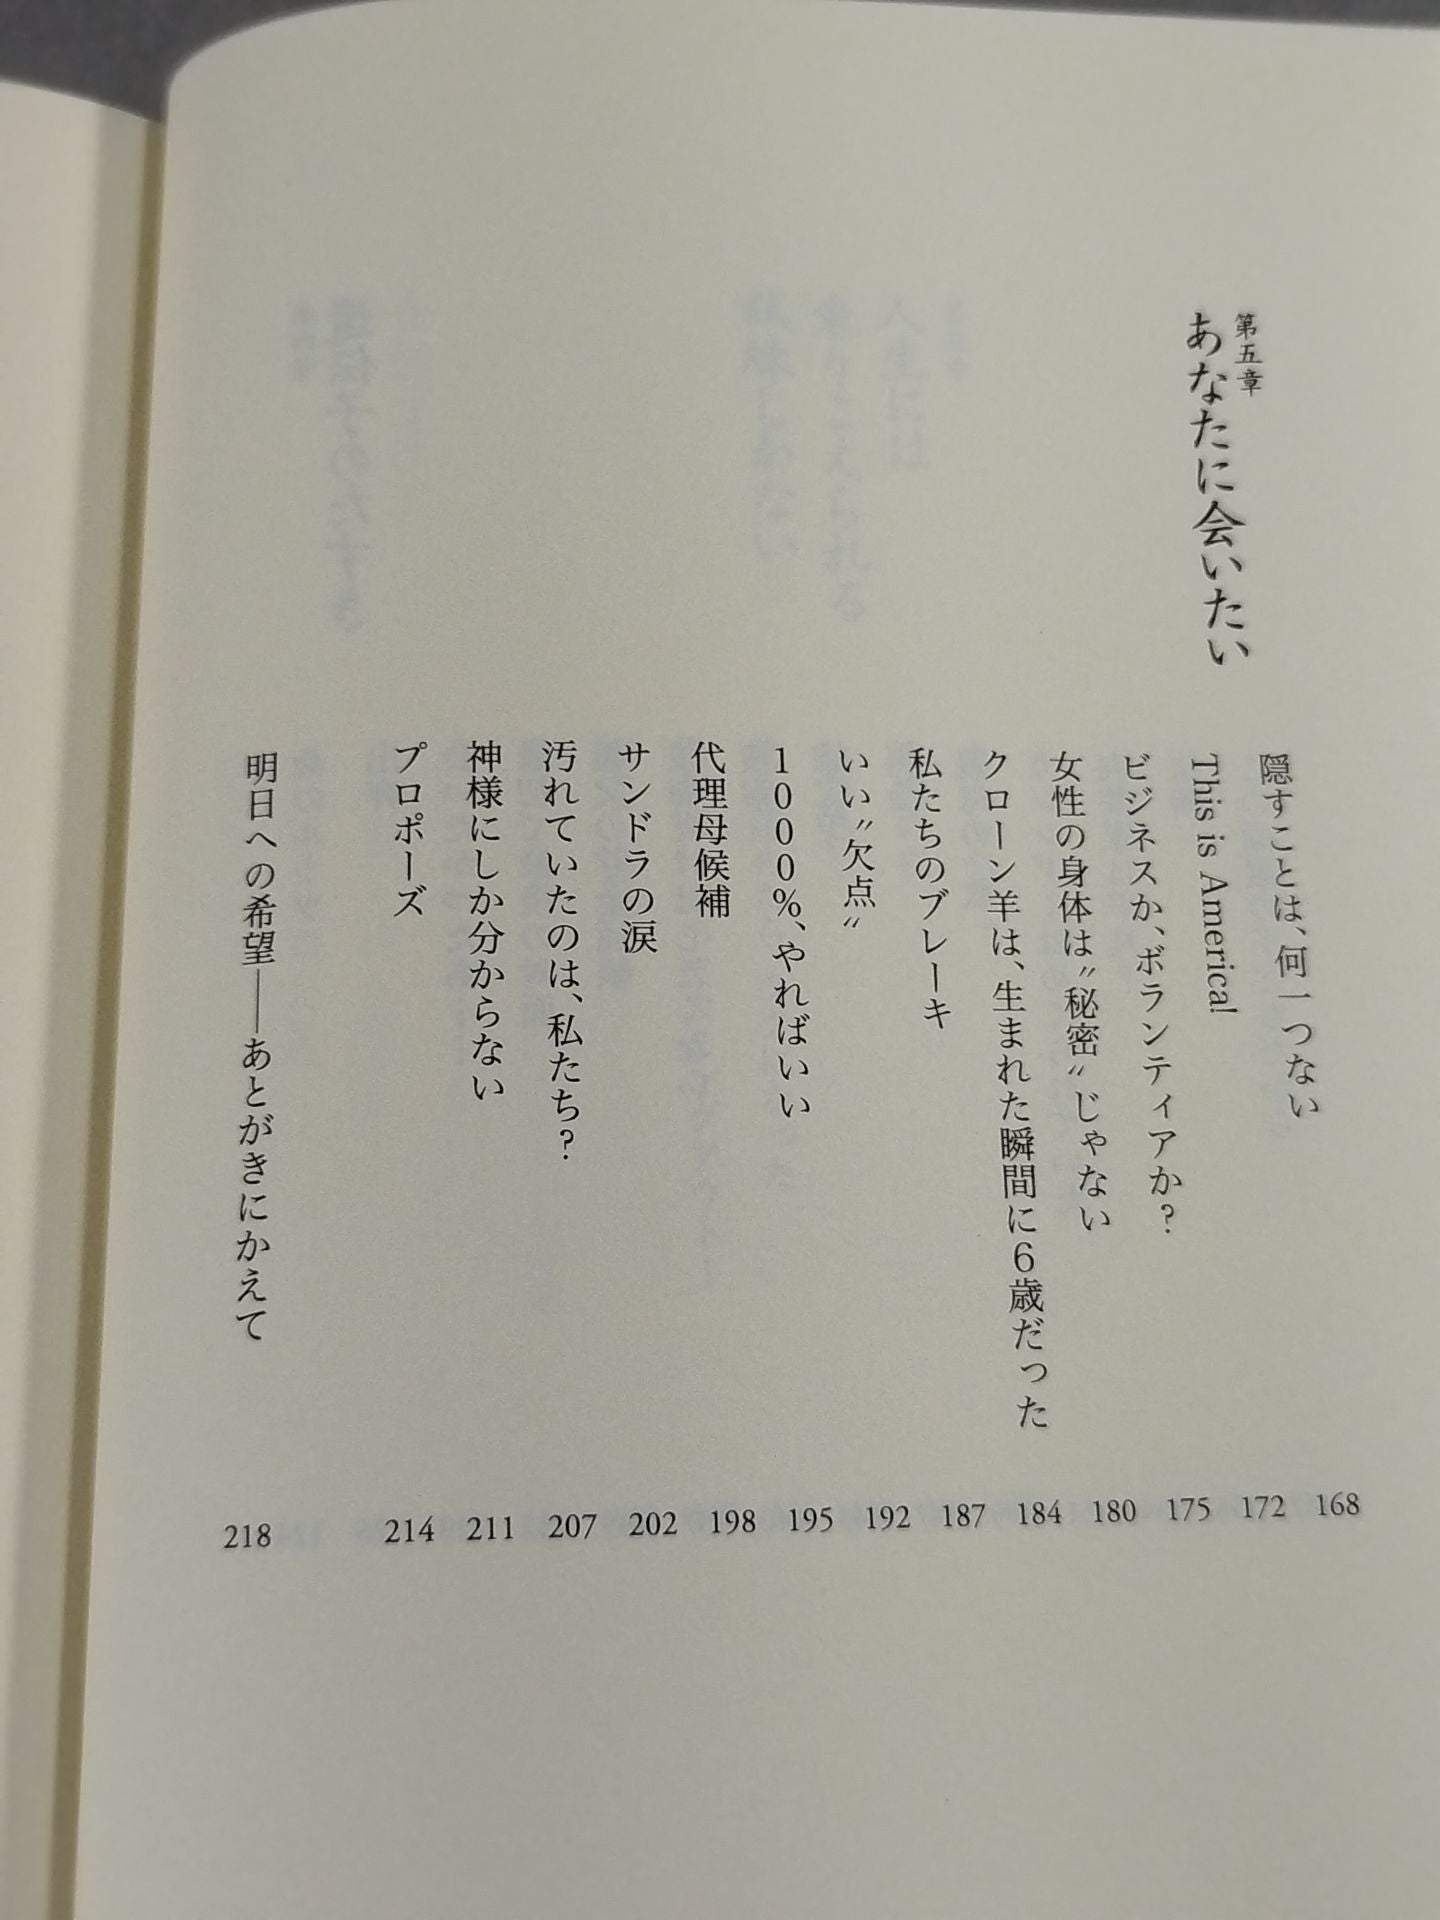 第五章
あなたに会いたい
隠すことは、何一つない 168
This is America! 172
ビジネスか、ボランティアか? 175
女性の身体は〝秘密〟じゃない 180
クローン羊は、生まれた瞬間に6歳だった 184
私たちのブレーキ 187
いい〝欠点〟 192
1000%、やればいい 195
代理母候補 198
サンドラの涙 202
汚れていたのは、私たち? 207
神様にしか分からない 211
プロポーズ 214
明日への希望――あとがきにかえて 218